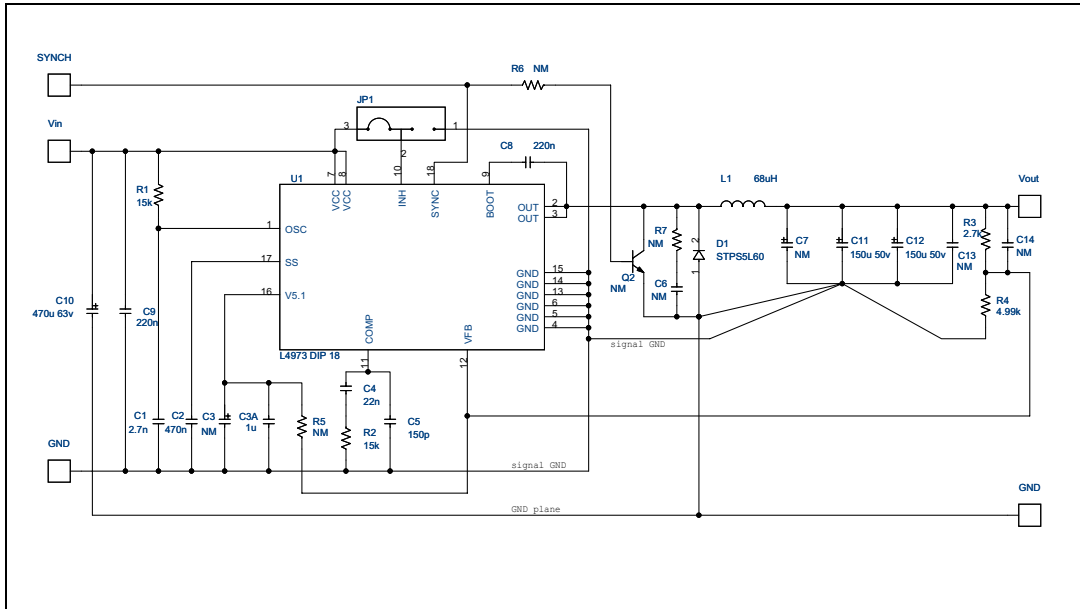 SYNCH
R6 NM
JP1
3
1
2
Vin
C8 220n
7
8
10
18
9
U1
R1
15k
VCC
VCC
INH
SYNC
BOOT
L1 68uH
Vout
OUT 2
OUT 3
1 OSC
R7
NM
2
D1
STPS5L60
1
C7
NM
C11
150u 50v
C12
150u 50v
C13
NM
R3
2.7k
C14
NM
17 SS
16 V5.1
GND 15
GND 14
GND 13
GND 6
GND 5
GND 4
Q2
NM
C6
NM
R4
4.99k
C10
470u 63v
C9
220n
COMP
VFB
signal GND
L4973 DIP 18
11
12
C4
22n
C1
2.7n
C2
470n
C3
NM
C3A
1u
R5
NM
R2
15k
C5
150p
GND
signal GND
GND plane
GND